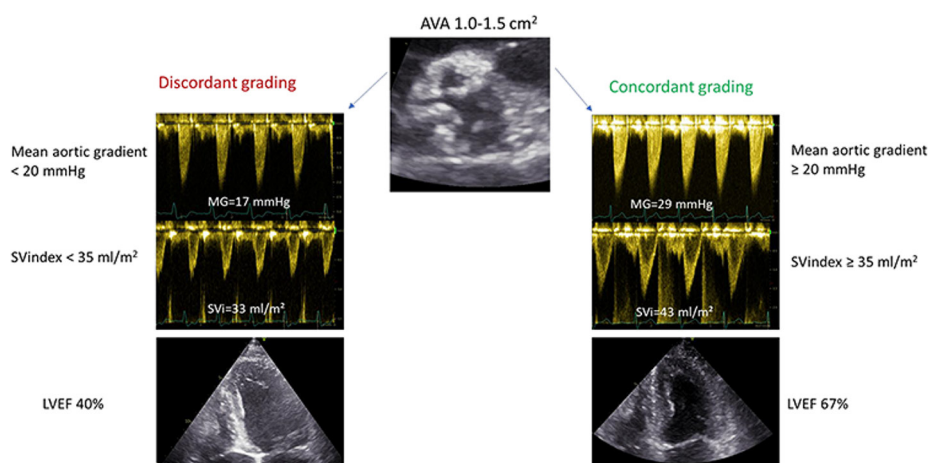 AVA 1.0-1.5 cm²
Discordant grading
Concordant grading
Mean aortic gradient
< 20 mmHg
MG=17 mmHg
MG=29 mmHg
Mean aortic gradient
≥ 20 mmHg
SVindex < 35 ml/m²
SVi=33 ml/m²
SVi=43 ml/m²
SVindex ≥ 35 ml/m²
LVEF 40%
LVEF 67%